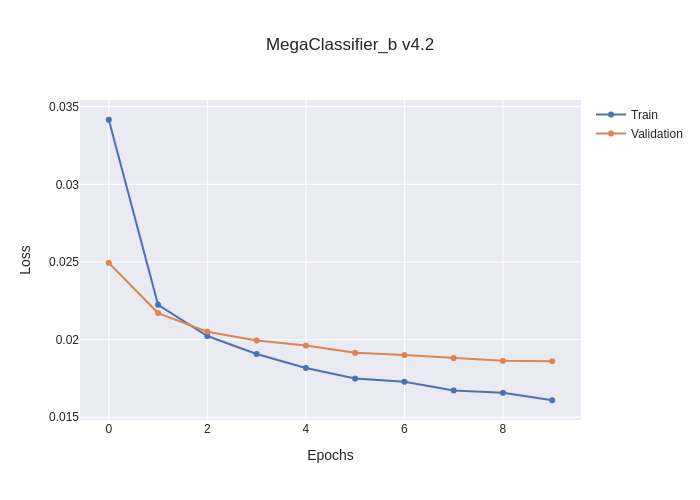 MegaClassifier_b v4.2
Train
Validation
Loss
0.035
0.03
0.025
0.02
0.015
0 2 4 6 8
Epochs